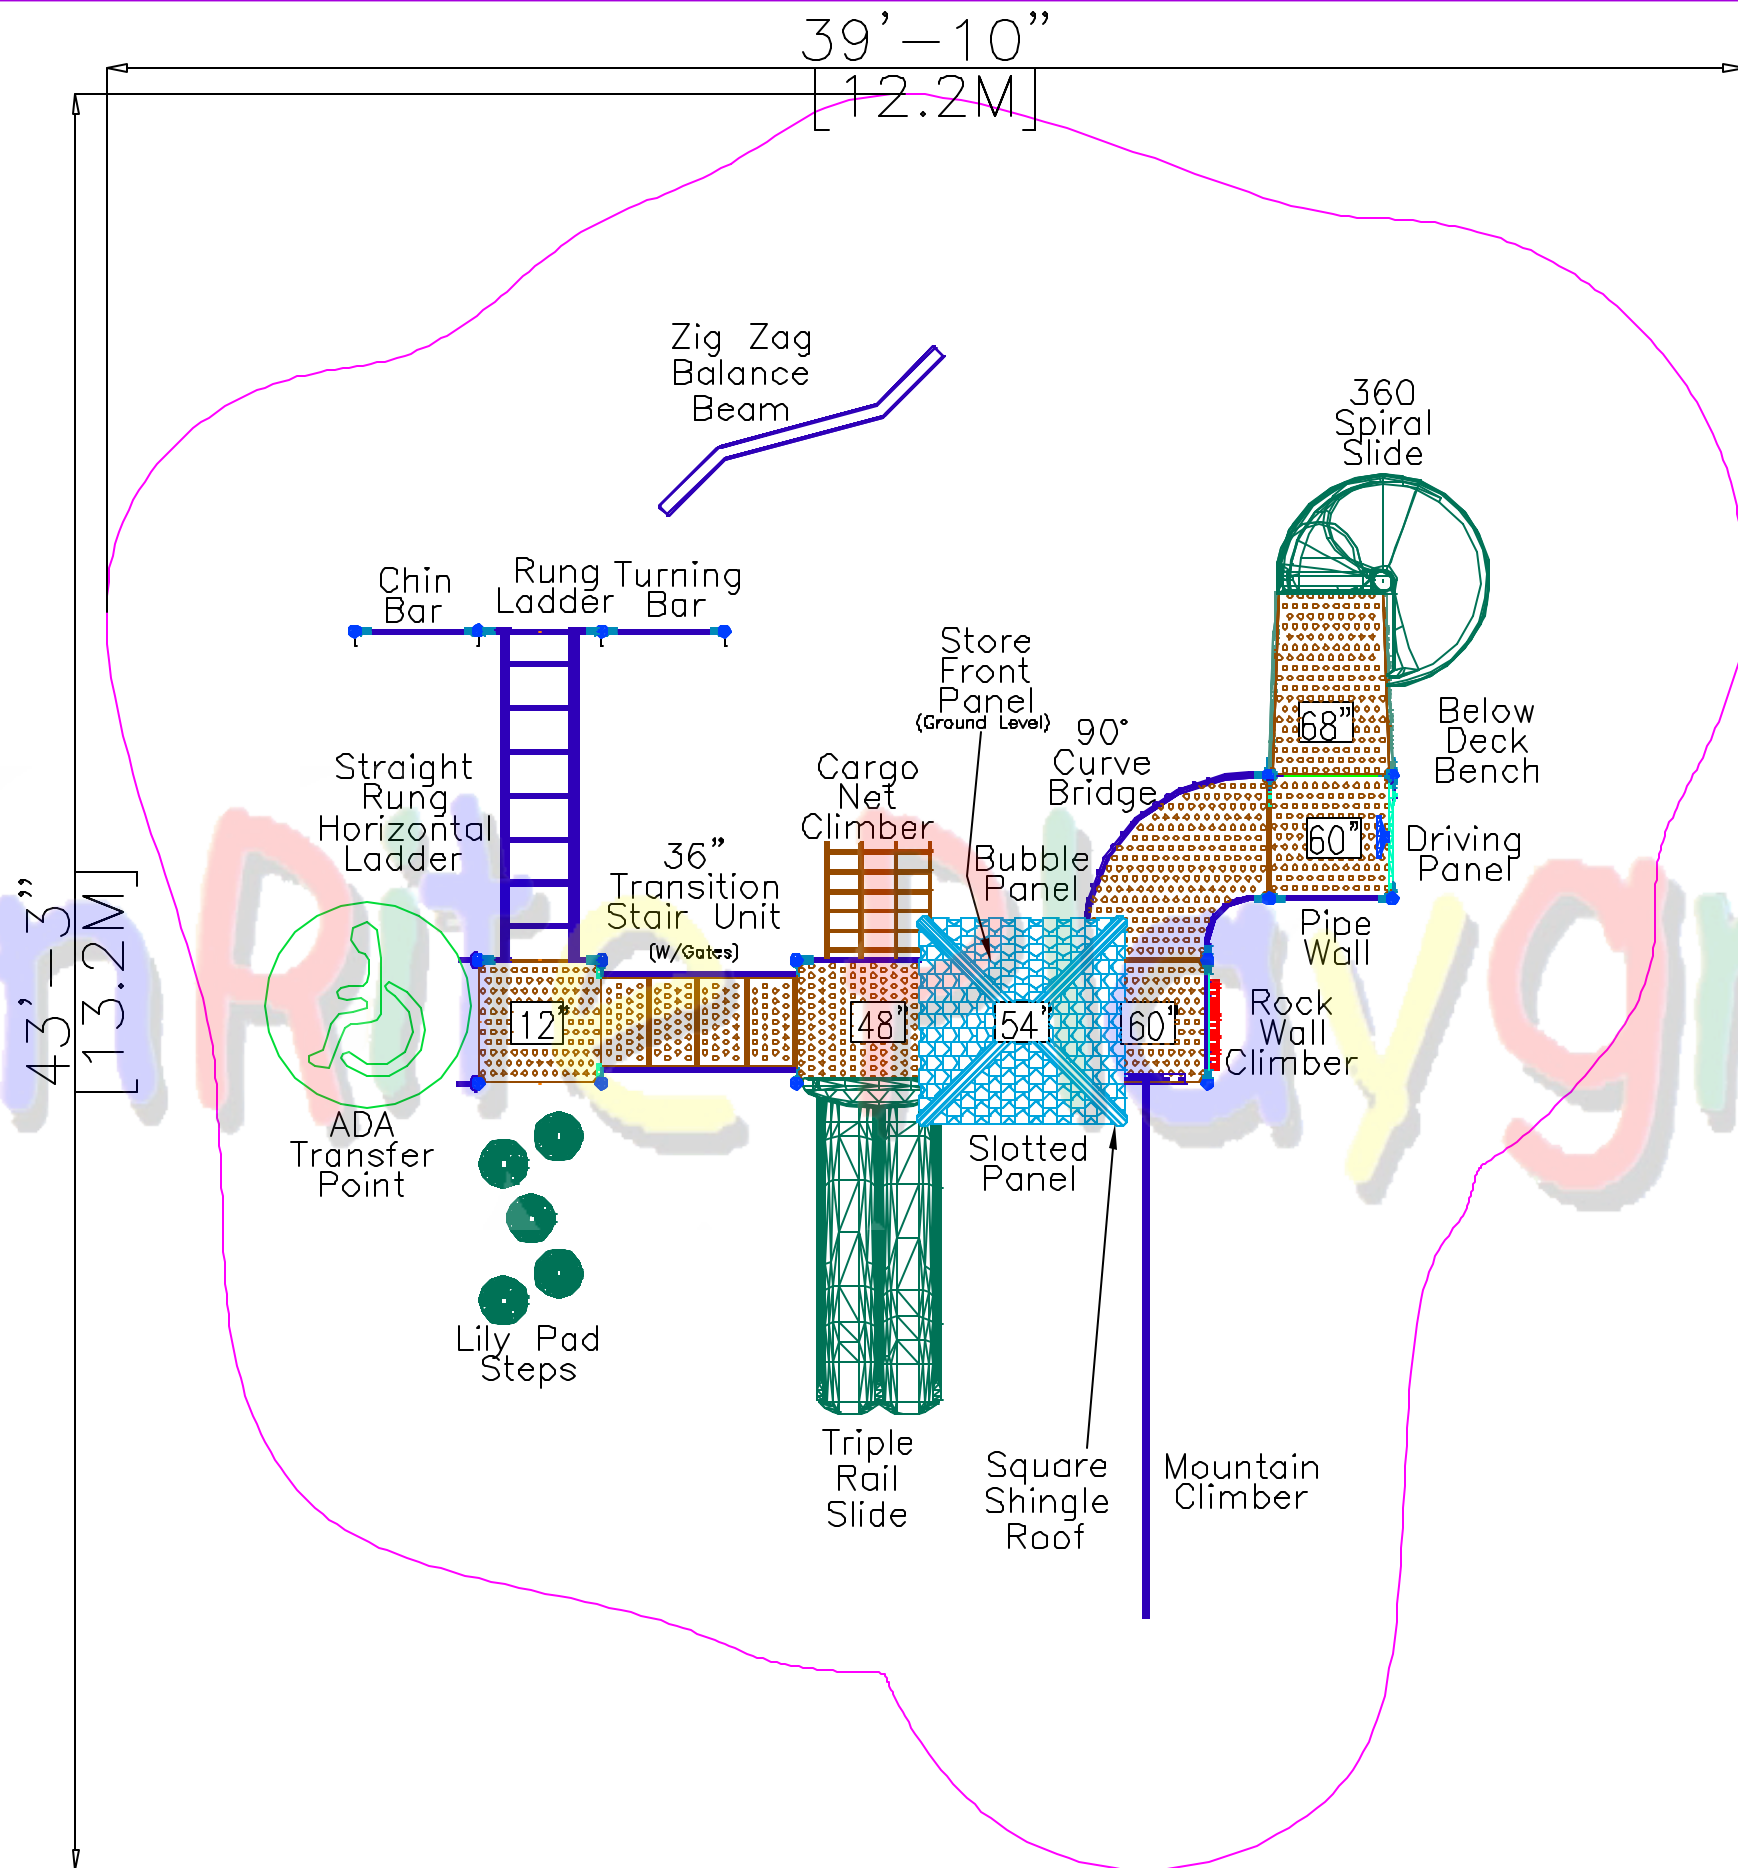 39'-10"
[12.2M]
43'-3"
[13.2M]
Zig Zag
Balance
Beam
360
Spiral
Slide
Chin
Bar
Rung
Ladder
Turning
Bar
Store
Front
Panel
(Ground Level)
90°
Curve
Bridge
68"
Below
Deck
Bench
Straight
Rung
Horizontal
Ladder
Cargo
Net
Climber
36"
Transition
Stair Unit
(W/Gates)
Bubble
Panel
60"
Driving
Panel
Pipe
Wall
12"
48"
54"
60"
Rock
Wall
Climber
ADA
Transfer
Point
Slotted
Panel
Lily Pad
Steps
Triple
Rail
Slide
Square
Shingle
Roof
Mountain
Climber